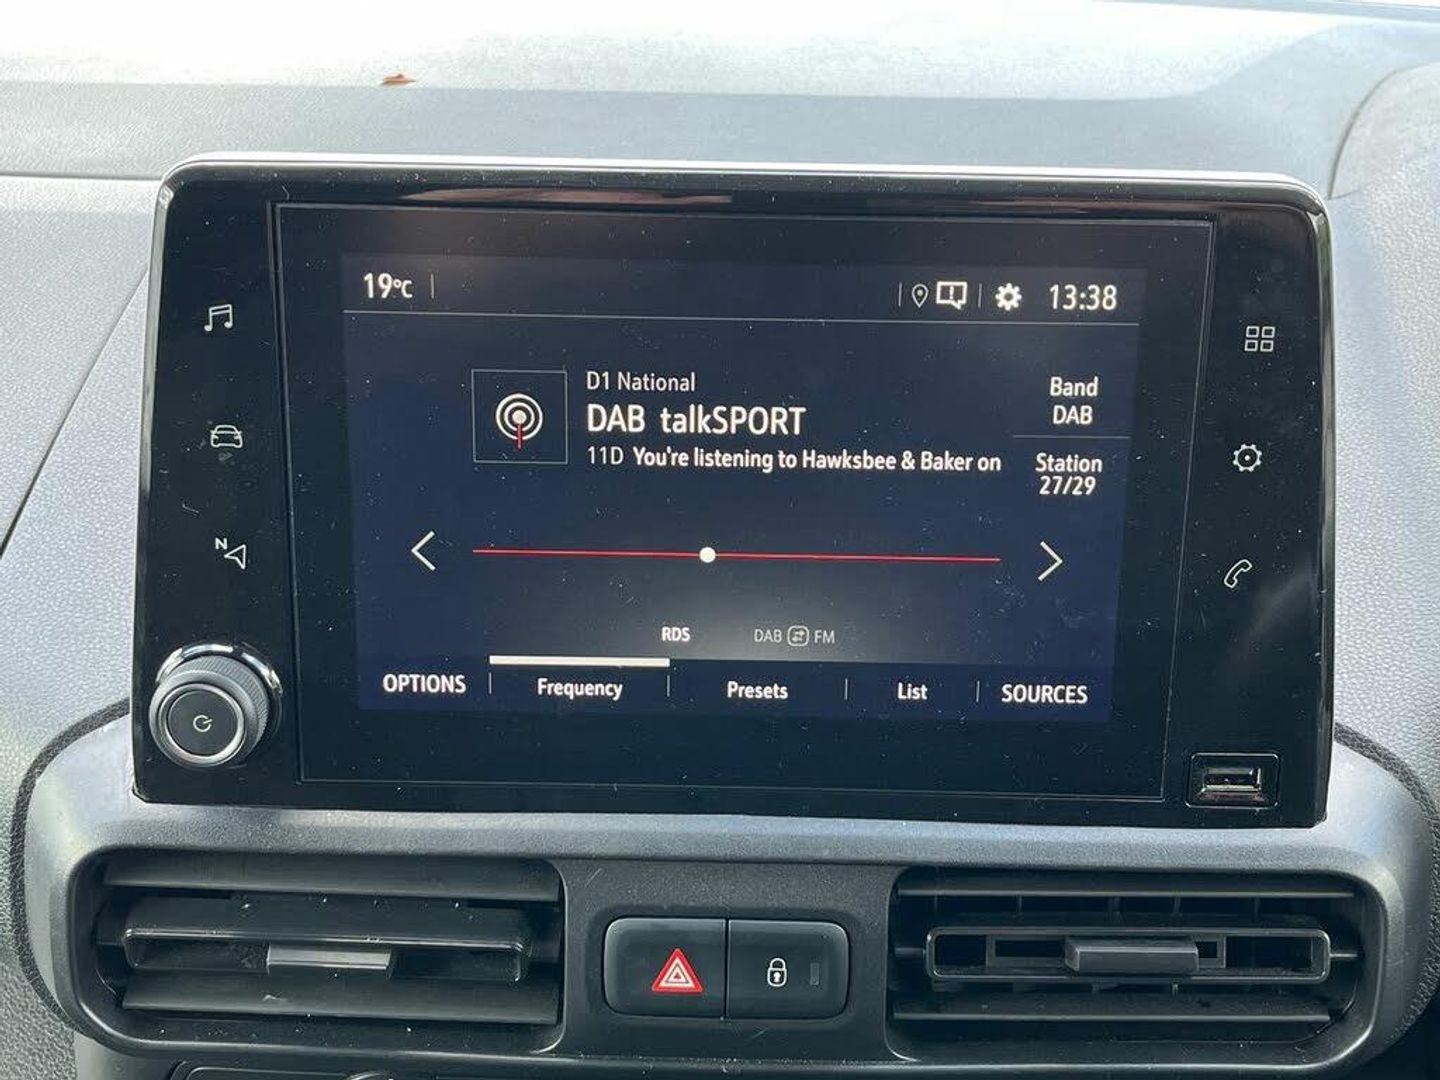 19°C
13:38
D1 National
DAB talkSPORT
11D You're listening to Hawksbee & Baker on
Band
DAB
Station
27/29
N
RDS
DAB FM
OPTIONS
Frequency
Presets
List
SOURCES